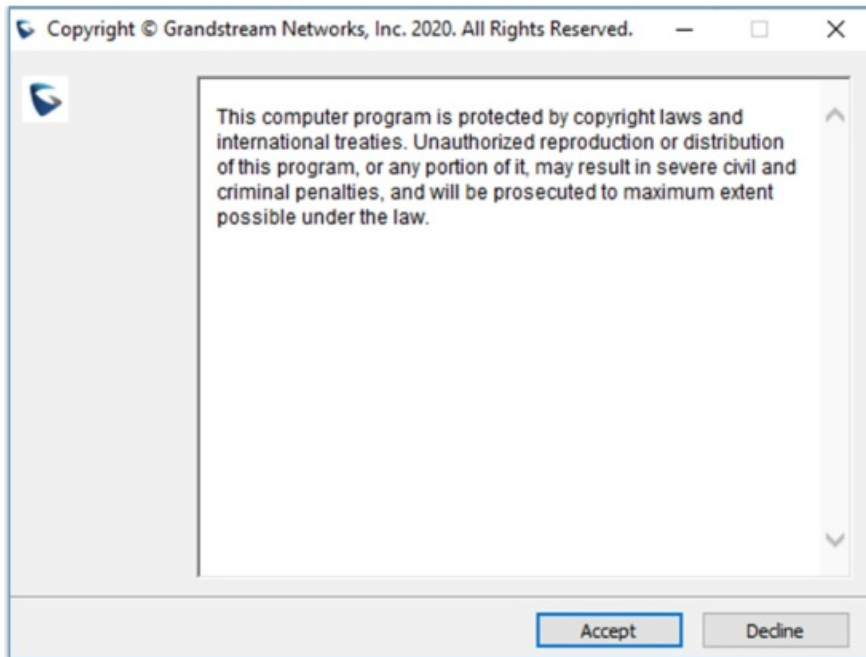 Copyright © Grandstream Networks, Inc. 2020. All Rights Reserved.
This computer program is protected by copyright laws and
international treaties. Unauthorized reproduction or distribution
of this program, or any portion of it, may result in severe civil and
criminal penalties, and will be prosecuted to maximum extent
possible under the law.
Accept
Decline